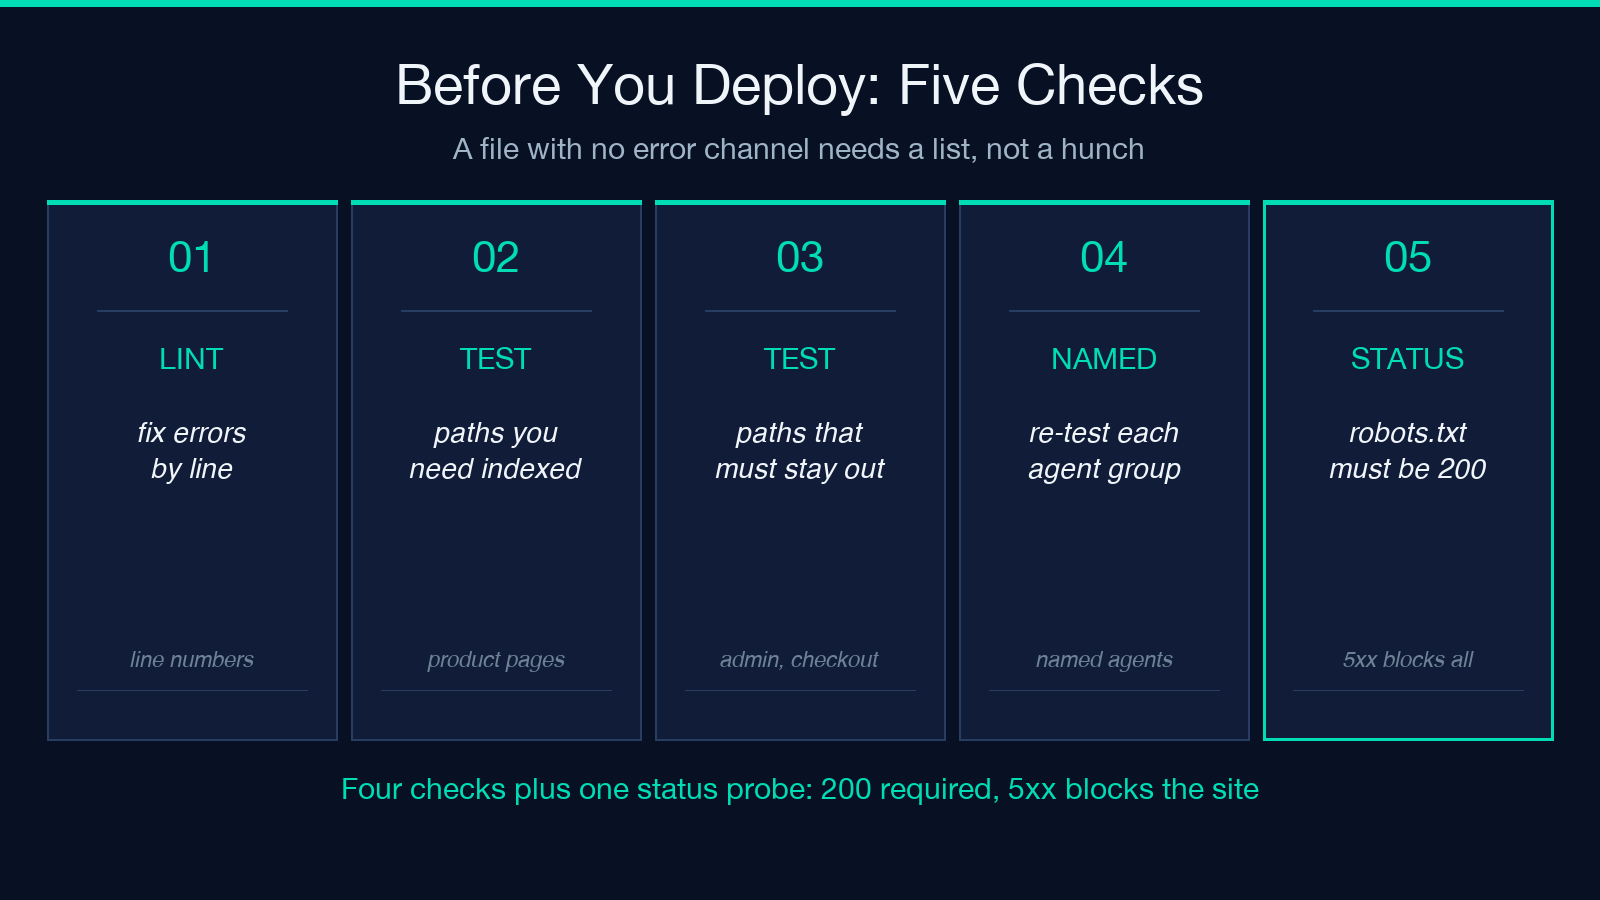 Before You Deploy: Five Checks
A file with no error channel needs a list, not a hunch
01
LINT
fix errors
by line
line numbers
02
TEST
paths you
need indexed
product pages
03
TEST
paths that
must stay out
admin, checkout
04
NAMED
re-test each
agent group
named agents
05
STATUS
robots.txt
must be 200
5xx blocks all
Four checks plus one status probe: 200 required, 5xx blocks the site